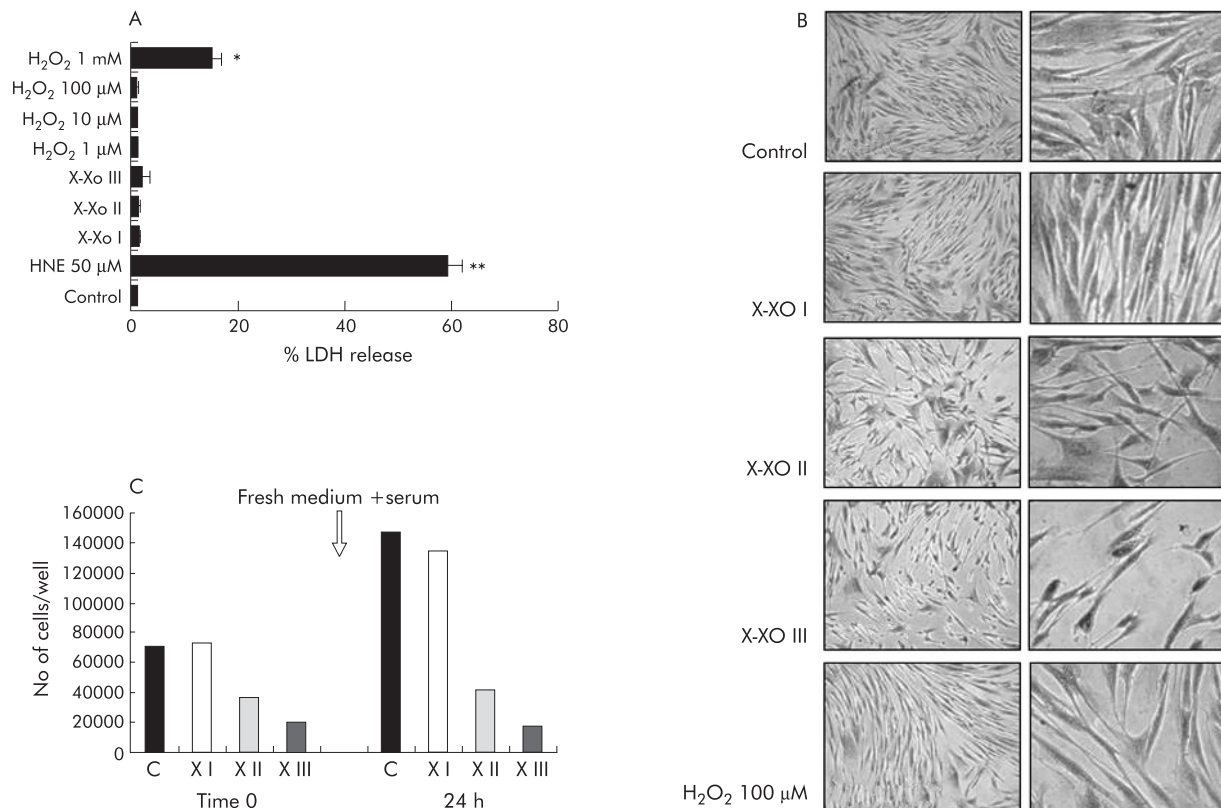 A
H2O2 1 mM
*
H2O2 100 μM
H2O2 10 μM
H2O2 1 μM
X-Xo III
X-Xo II
X-Xo I
HNE 50 μM
**
Control
0 20 40 60 80
% LDH release
B
Control
X-XO I
X-XO II
X-XO III
H2O2 100 μM
C
Fresh medium +serum
No of cells/well
160000
140000
120000
100000
80000
60000
40000
20000
0
C X I X II X III C X I X II X III
Time 0 24 h